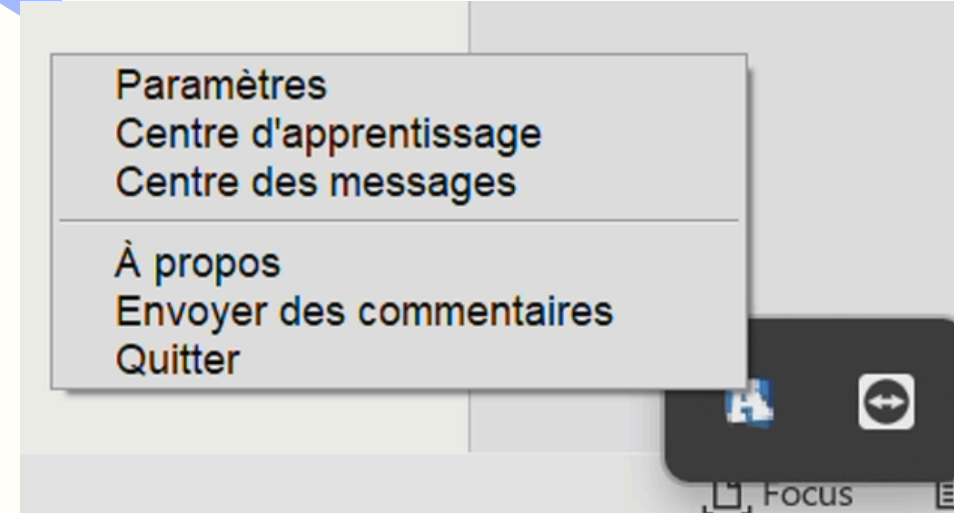 Paramètres
Centre d'apprentissage
Centre des messages
À propos
Envoyer des commentaires
Quitter
Focus